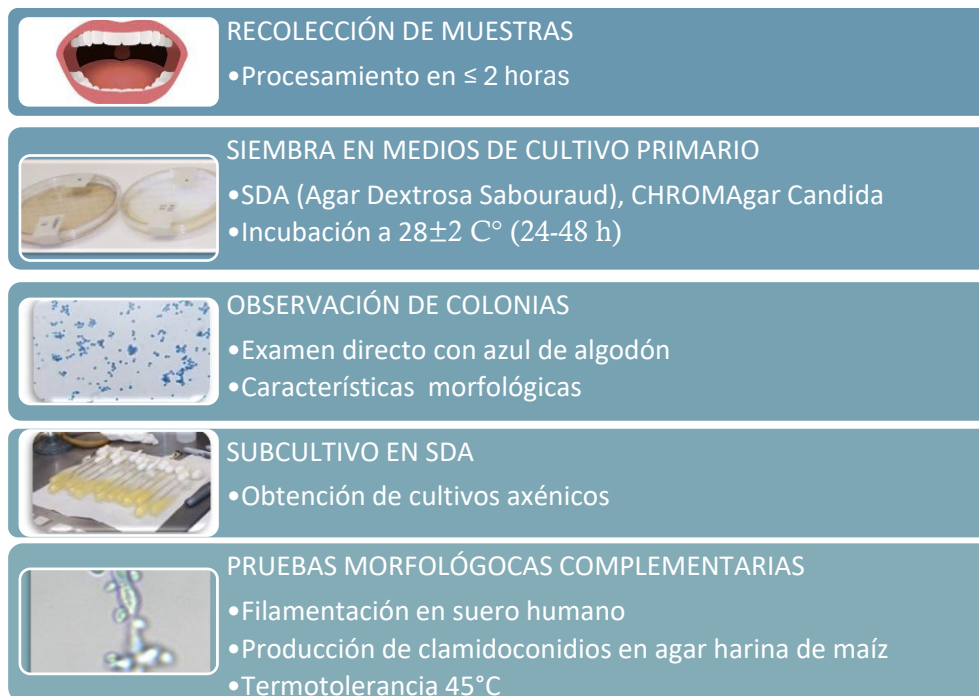 RECOLECCIÓN DE MUESTRAS
•Procesamiento en ≤ 2 horas
SIEMBRA EN MEDIOS DE CULTIVO PRIMARIO
•SDA (Agar Dextrosa Sabouraud), CHROMAgar Candida
•Incubación a 28±2 C° (24-48 h)
OBSERVACIÓN DE COLONIAS
•Examen directo con azul de algodón
•Características morfológicas
SUBCULTIVO EN SDA
•Obtención de cultivos axénicos
PRUEBAS MORFOLÓGOCAS COMPLEMENTARIAS
•Filamentación en suero humano
•Producción de clamidoconidios en agar harina de maíz
•Termotolerancia 45°C